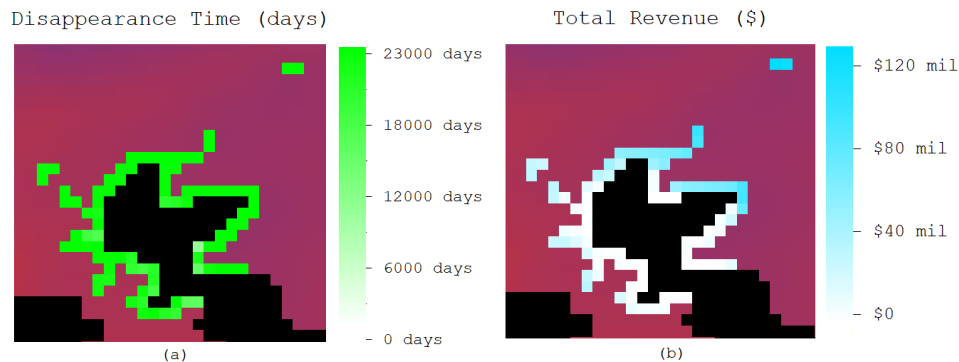 Disappearance Time (days)
23000 days
18000 days
12000 days
6000 days
0 days
(a)
Total Revenue ($)
$120 mil
$80 mil
$40 mil
$0
(b)